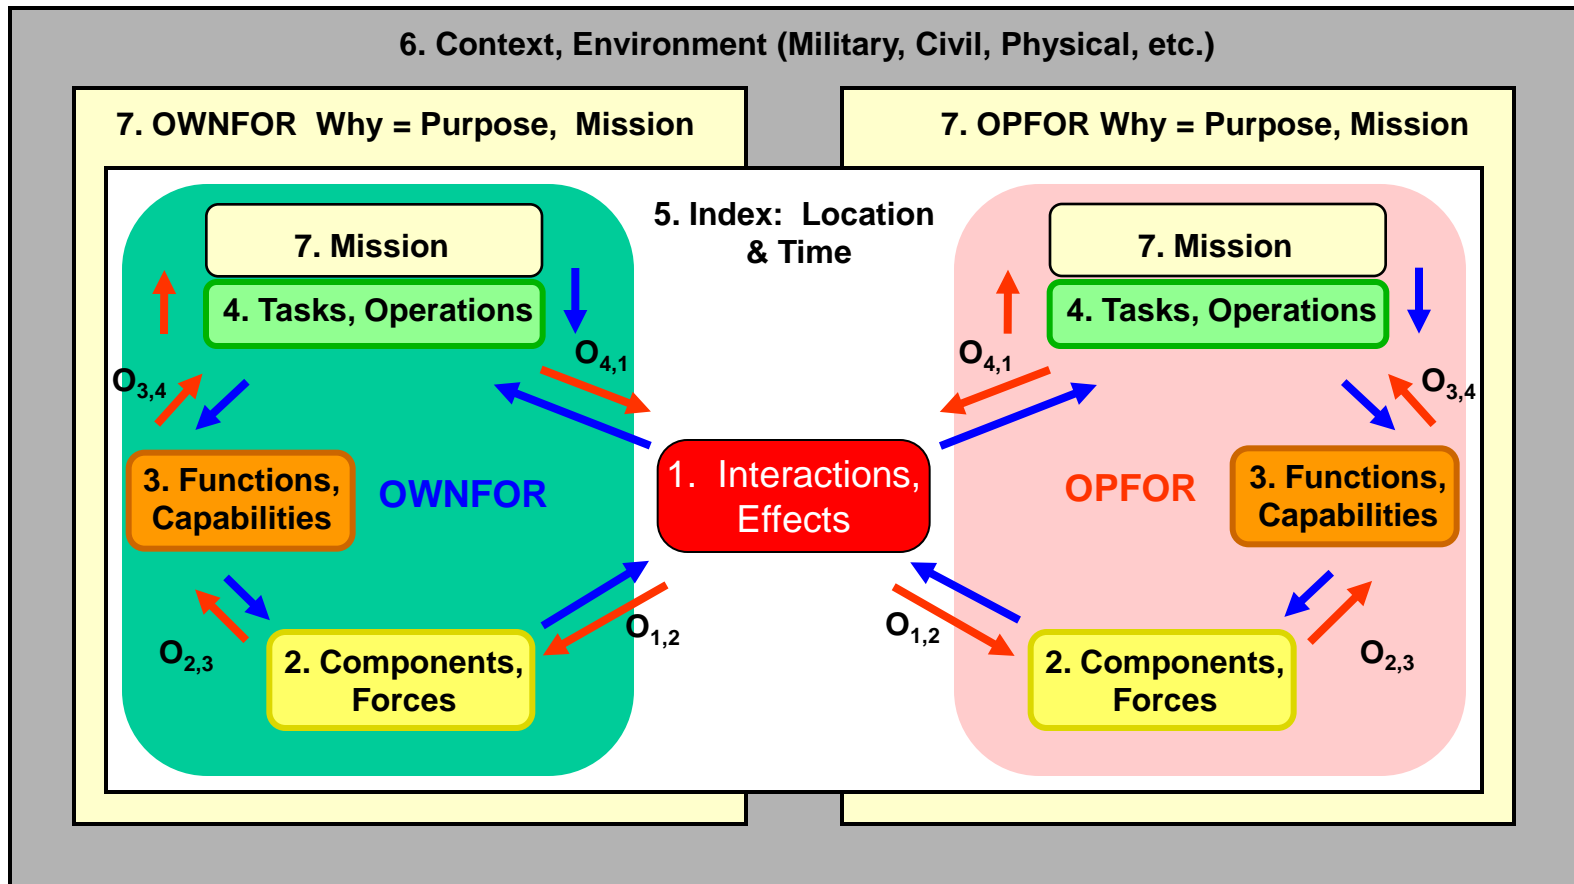 6. Context, Environment (Military, Civil, Physical, etc.)
7. OWNFOR Why = Purpose, Mission
7. OPFOR Why = Purpose, Mission
5. Index: Location
& Time
7. Mission
4. Tasks, Operations
O4,1
O3,4
3. Functions,
Capabilities
OWNFOR
O2,3
2. Components,
Forces
O1,2
1. Interactions,
Effects
7. Mission
4. Tasks, Operations
O4,1
O3,4
OPFOR
3. Functions,
Capabilities
O1,2
2. Components,
Forces
O2,3